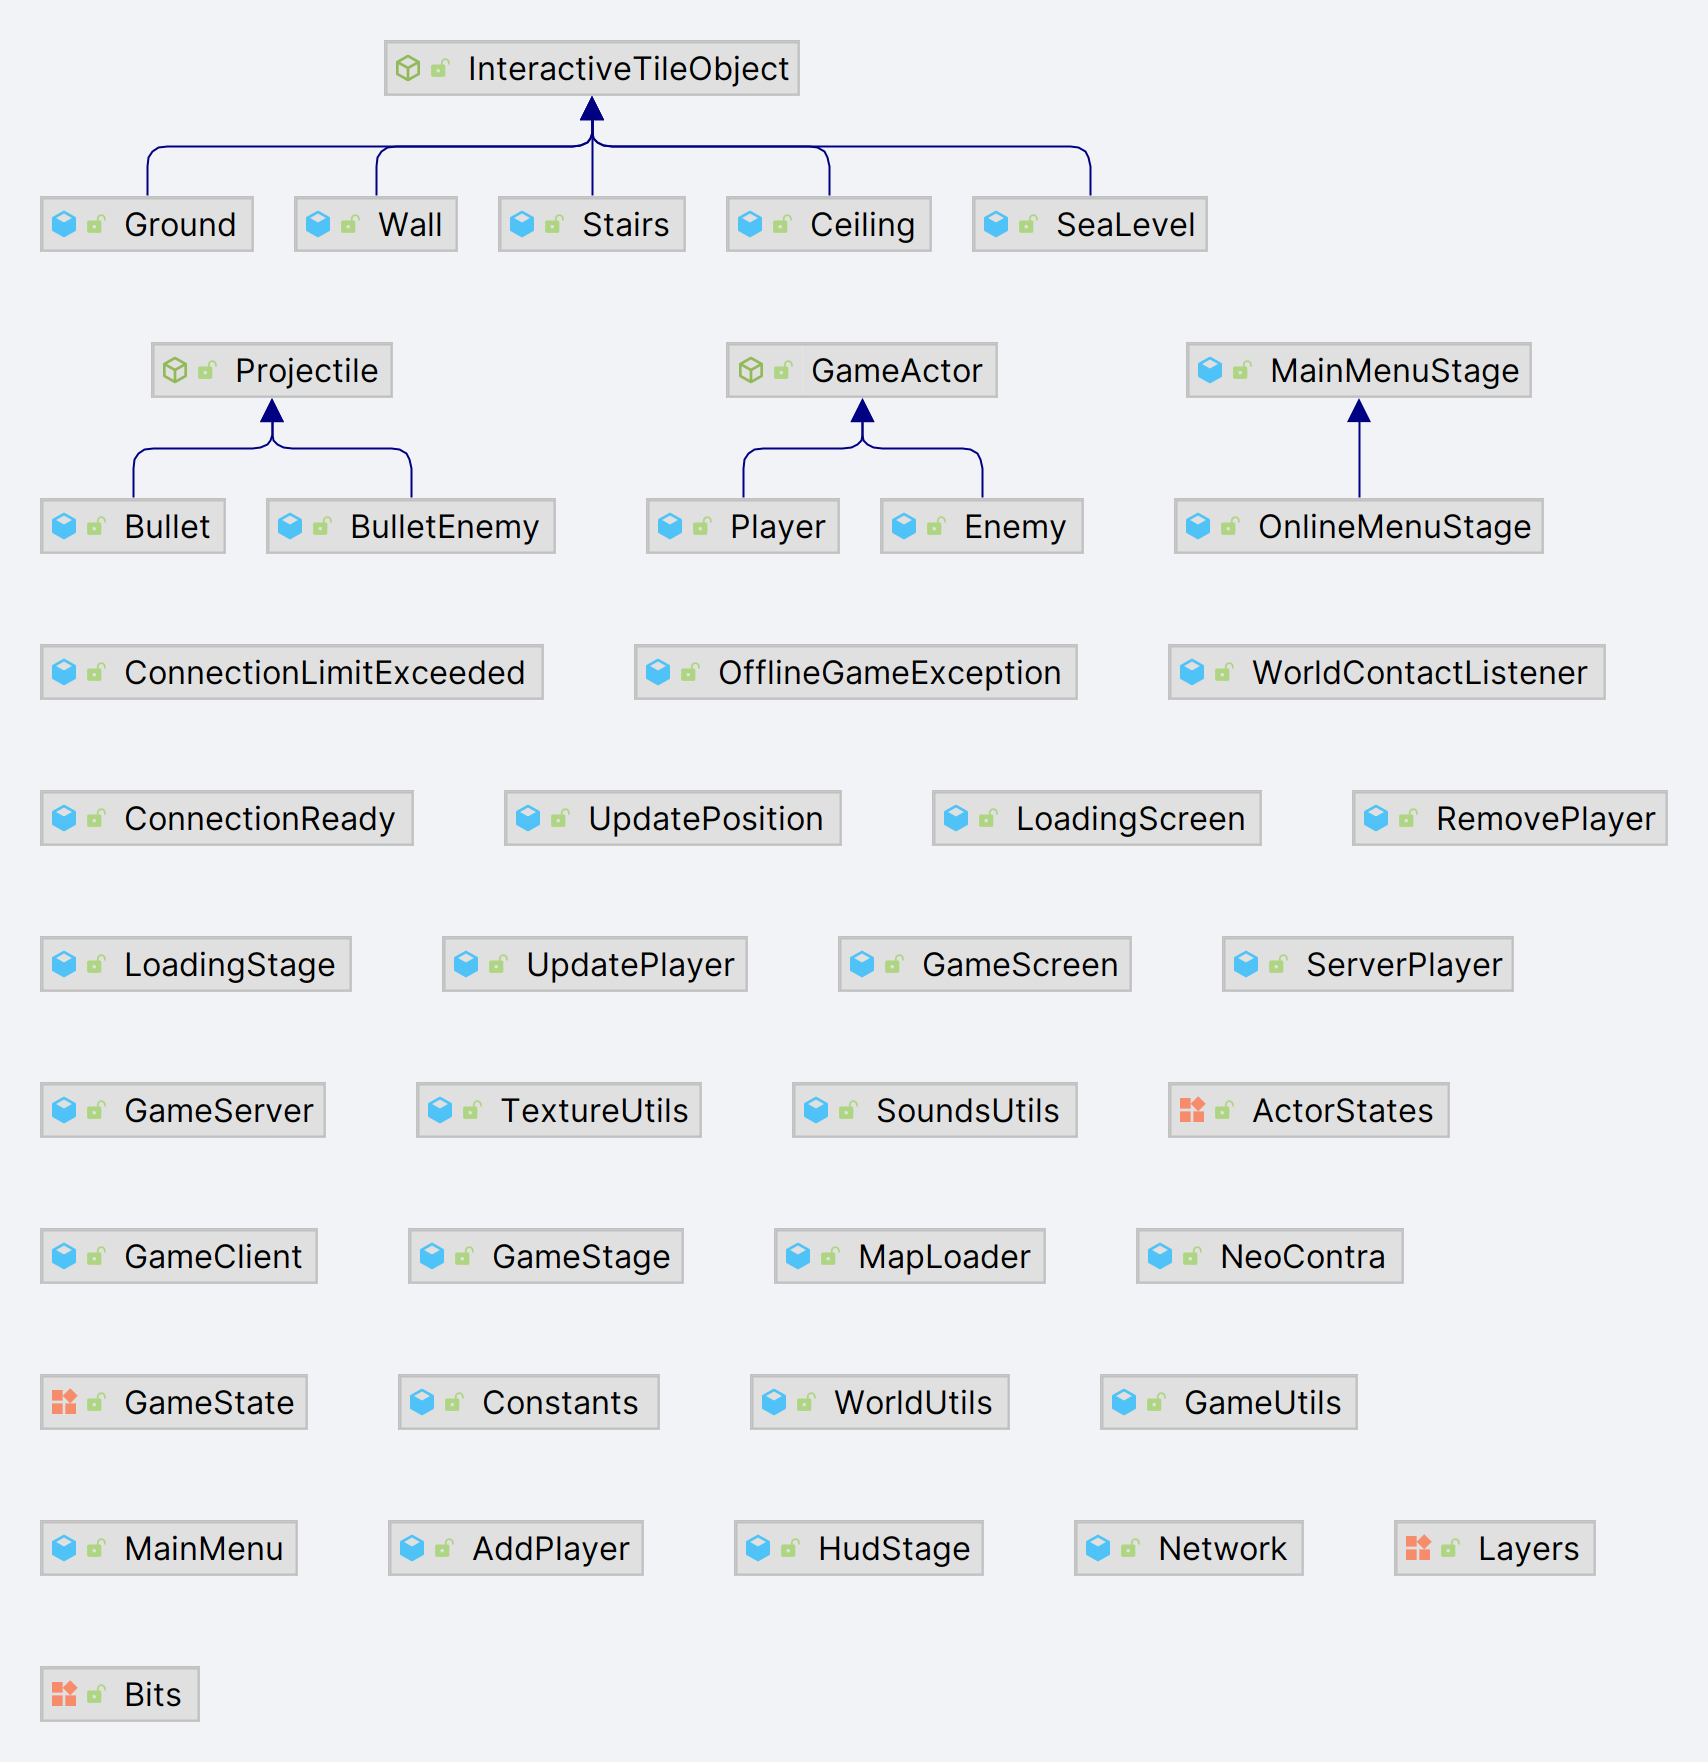 InteractiveTileObject
Ground Wall Stairs Ceiling SeaLevel
Projectile GameActor MainMenuStage
Bullet BulletEnemy Player Enemy OnlineMenuStage
ConnectionLimitExceeded OfflineGameException WorldContactListener
ConnectionReady UpdatePosition LoadingScreen RemovePlayer
LoadingStage UpdatePlayer GameScreen ServerPlayer
GameServer TextureUtils SoundsUtils ActorStates
GameClient GameStage MapLoader NeoContra
GameState Constants WorldUtils GameUtils
MainMenu AddPlayer HudStage Network Layers
Bits